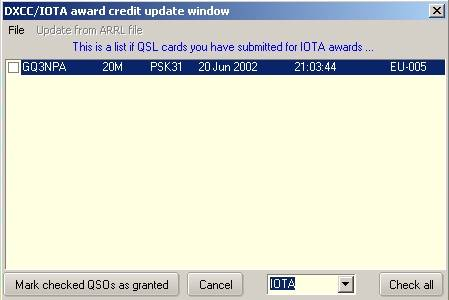 DXCC/IOTA award credit update window
File Update from ARRL file
This is a list if QSL cards you have submitted for IOTA awards ...
GQ3NPA 20M PSK31 20 Jun 2002 21:03:44 EU-005
Mark checked QSOs as granted Cancel IOTA Check all